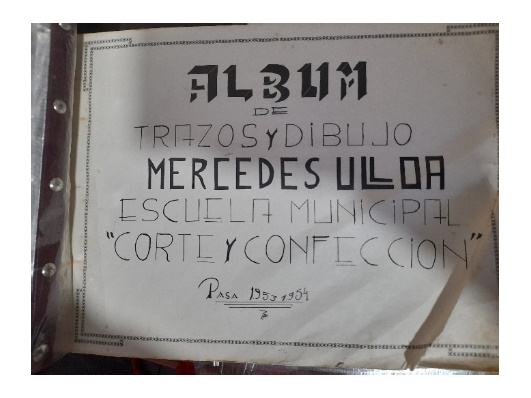 ALBUM
DE
TRAZOS Y DIBUJO
MERCEDES ULLOA
ESCUELA MUNICIPAL
"CORTE Y CONFECCION"
PASA 1953 1954